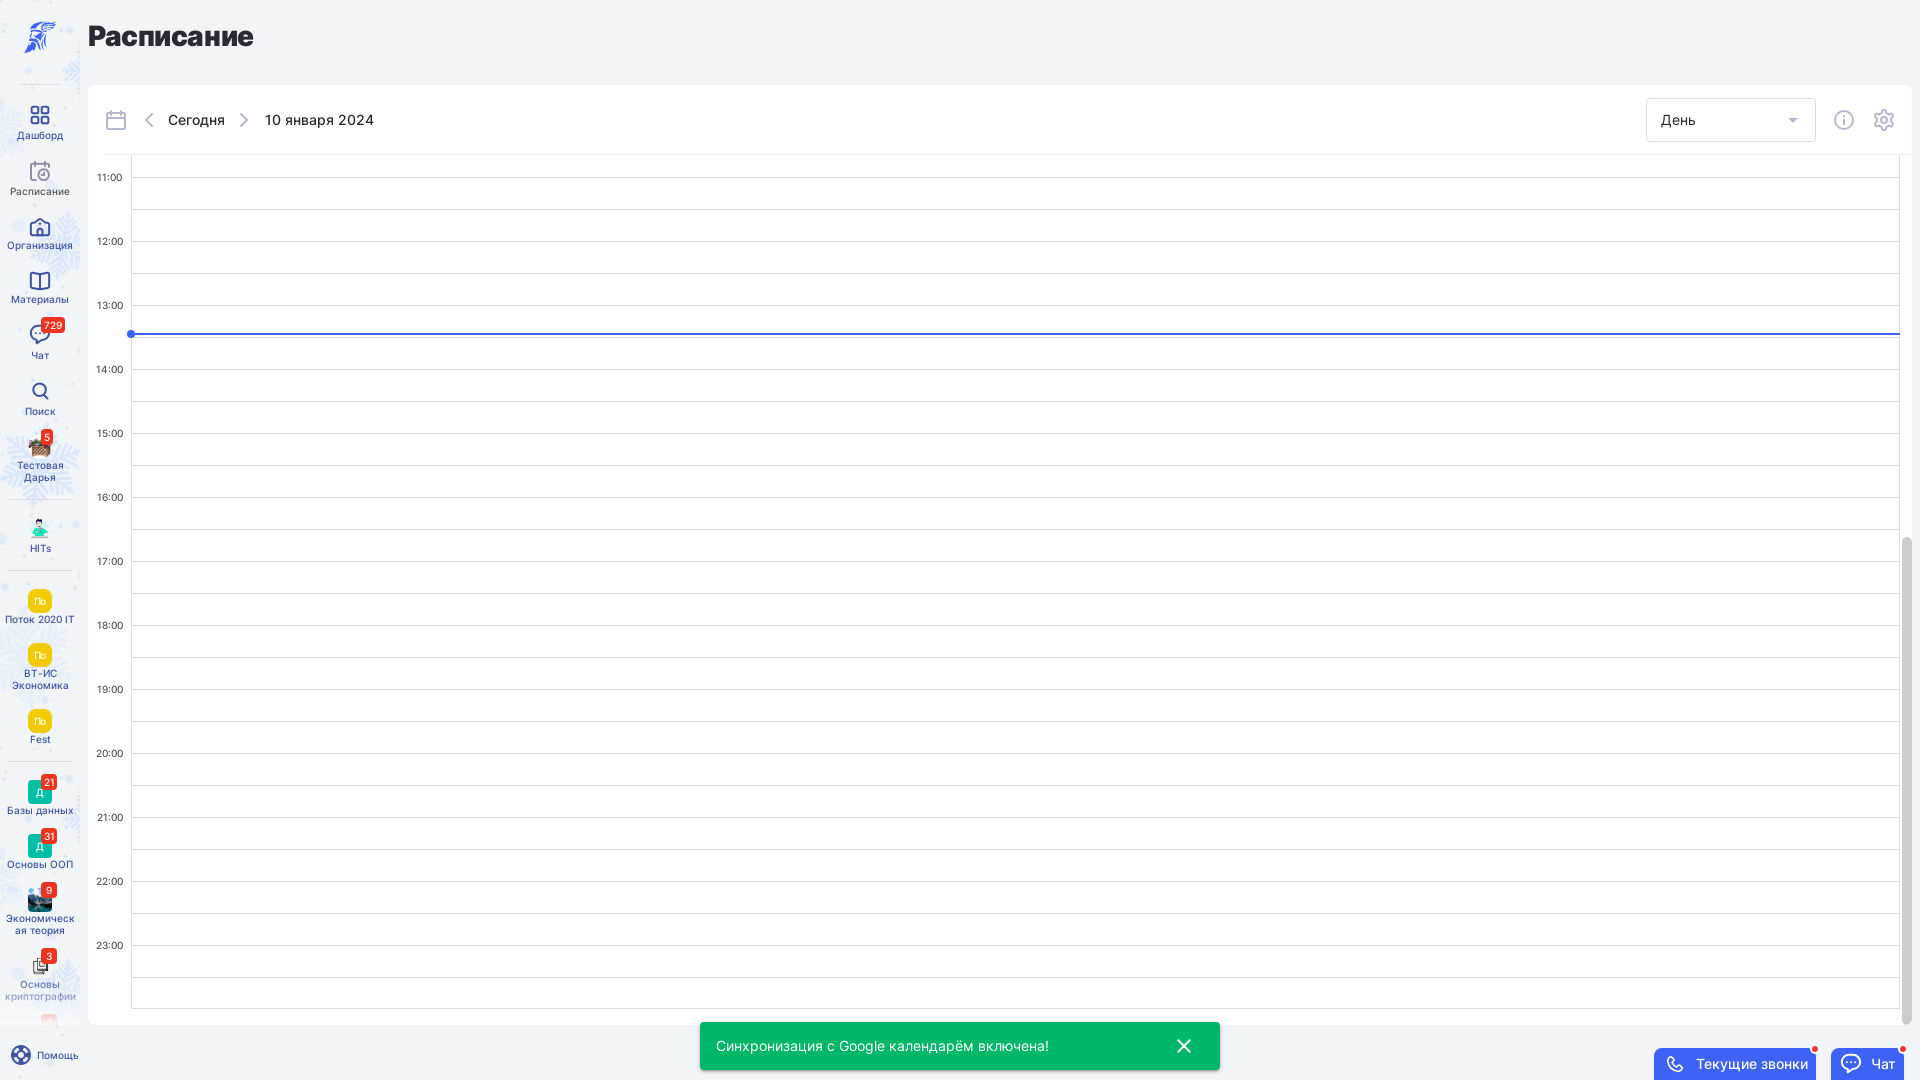 Расписание
Сегодня
10 января 2024
День
Дашборд
Расписание
Организация
Материалы
729
Чат
Поиск
5
Тестовая
Дарья
HITs
По
Поток 2020 IT
По
ВТ-ИС
Экономика
По
Fest
21
Д
Базы данных
31
Д
Основы ООП
9
Экономическ
ая теория
3
Основы
криптографии
Помощь
11:00
12:00
13:00
14:00
15:00
16:00
17:00
18:00
19:00
20:00
21:00
22:00
23:00
Синхронизация с Google календарём включена!
Текущие звонки
Чат